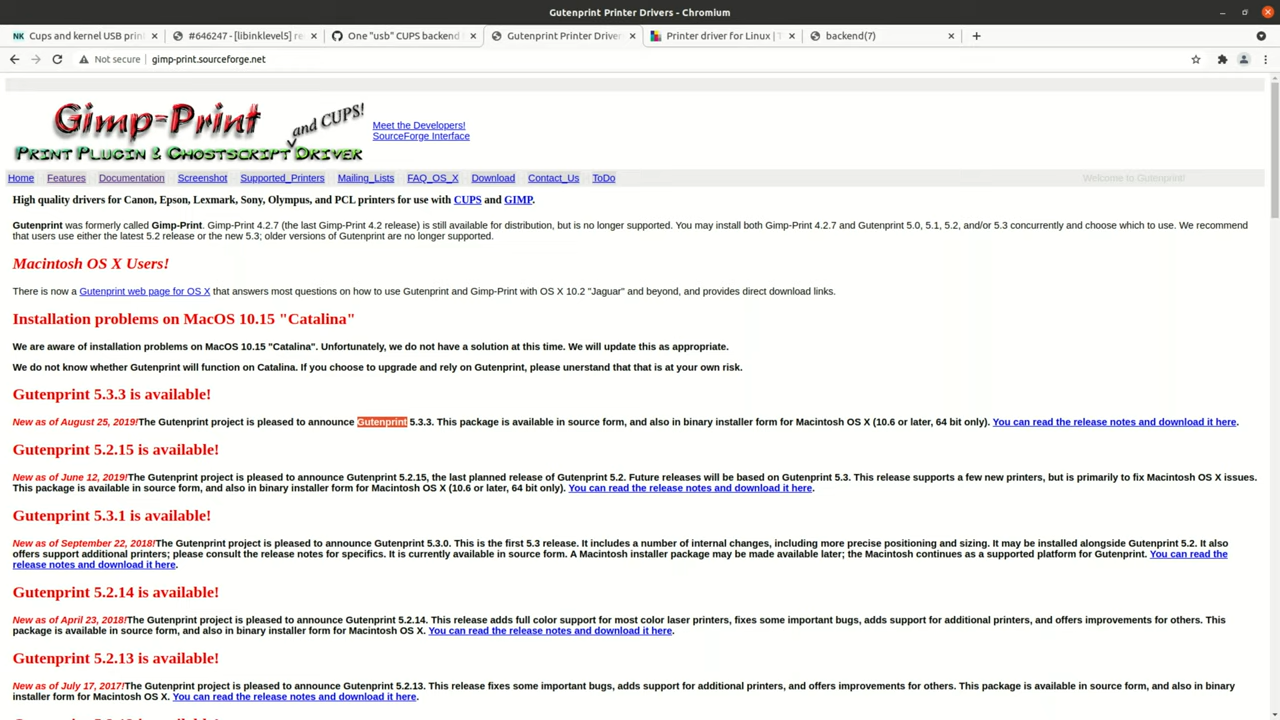 Gutenprint Printer Drivers - Chromium
Cups and kernel USB prin
#646247 - [libinklevel5] re
One "usb" CUPS backend
Gutenprint Printer Driver
Printer driver for Linux | T
backend(7)
Not secure gimp-print.sourceforge.net
Gimp-Print and CUPS!
Print Plugin & Ghostscript Driver
Meet the Developers!
SourceForge Interface
Home Features Documentation Screenshot Supported_Printers Mailing_Lists FAQ_OS_X Download Contact_Us ToDo Welcome to Gutenprint!
High quality drivers for Canon, Epson, Lexmark, Sony, Olympus, and PCL printers for use with CUPS and GIMP.
Gutenprint was formerly called Gimp-Print. Gimp-Print 4.2.7 (the last Gimp-Print 4.2 release) is still available for distribution, but is no longer supported. You may install both Gimp-Print 4.2.7 and Gutenprint 5.0, 5.1, 5.2, and/or 5.3 concurrently and choose which to use. We recommend
that users use either the latest 5.2 release or the new 5.3; older versions of Gutenprint are no longer supported.
Macintosh OS X Users!
There is now a Gutenprint web page for OS X that answers most questions on how to use Gutenprint and Gimp-Print with OS X 10.2 "Jaguar" and beyond, and provides direct download links.
Installation problems on MacOS 10.15 "Catalina"
We are aware of installation problems on MacOS 10.15 "Catalina". Unfortunately, we do not have a solution at this time. We will update this as appropriate.
We do not know whether Gutenprint will function on Catalina. If you choose to upgrade and rely on Gutenprint, please unerstand that that is at your own risk.
Gutenprint 5.3.3 is available!
New as of August 25, 2019!The Gutenprint project is pleased to announce Gutenprint 5.3.3. This package is available in source form, and also in binary installer form for Macintosh OS X (10.6 or later, 64 bit only). You can read the release notes and download it here.
Gutenprint 5.2.15 is available!
New as of June 12, 2019!The Gutenprint project is pleased to announce Gutenprint 5.2.15, the last planned release of Gutenprint 5.2. Future releases will be based on Gutenprint 5.3. This release supports a few new printers, but is primarily to fix Macintosh OS X issues.
This package is available in source form, and also in binary installer form for Macintosh OS X (10.6 or later, 64 bit only). You can read the release notes and download it here.
Gutenprint 5.3.1 is available!
New as of September 22, 2018!The Gutenprint project is pleased to announce Gutenprint 5.3.0. This is the first 5.3 release. It includes a number of internal changes, including more precise positioning and sizing. It may be installed alongside Gutenprint 5.2. It also
offers support additional printers; please consult the release notes for specifics. It is currently available in source form. A Macintosh installer package may be made available later; the Macintosh continues as a supported platform for Gutenprint. You can read the
release notes and download it here.
Gutenprint 5.2.14 is available!
New as of April 23, 2018!The Gutenprint project is pleased to announce Gutenprint 5.2.14. This release adds full color support for most color laser printers, fixes some important bugs, adds support for additional printers, and offers improvements for others. This
package is available in source form, and also in binary installer form for Macintosh OS X. You can read the release notes and download it here.
Gutenprint 5.2.13 is available!
New as of July 17, 2017!The Gutenprint project is pleased to announce Gutenprint 5.2.13. This release fixes some important bugs, adds support for additional printers, and offers improvements for others. This package is available in source form, and also in binary
installer form for Macintosh OS X. You can read the release notes and download it here.